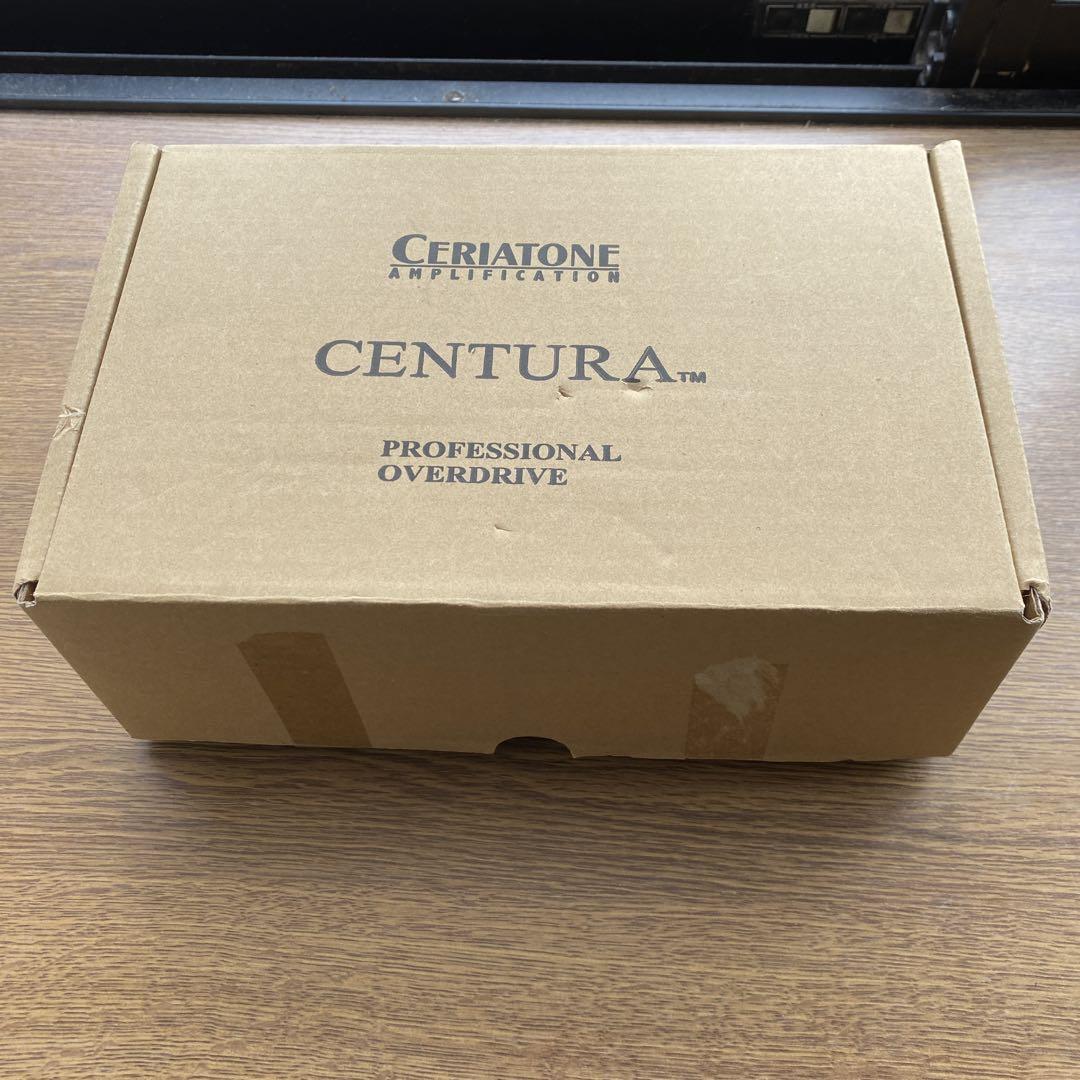 CERIATONE
AMPLIFICATION
CENTURA™
PROFESSIONAL
OVERDRIVE